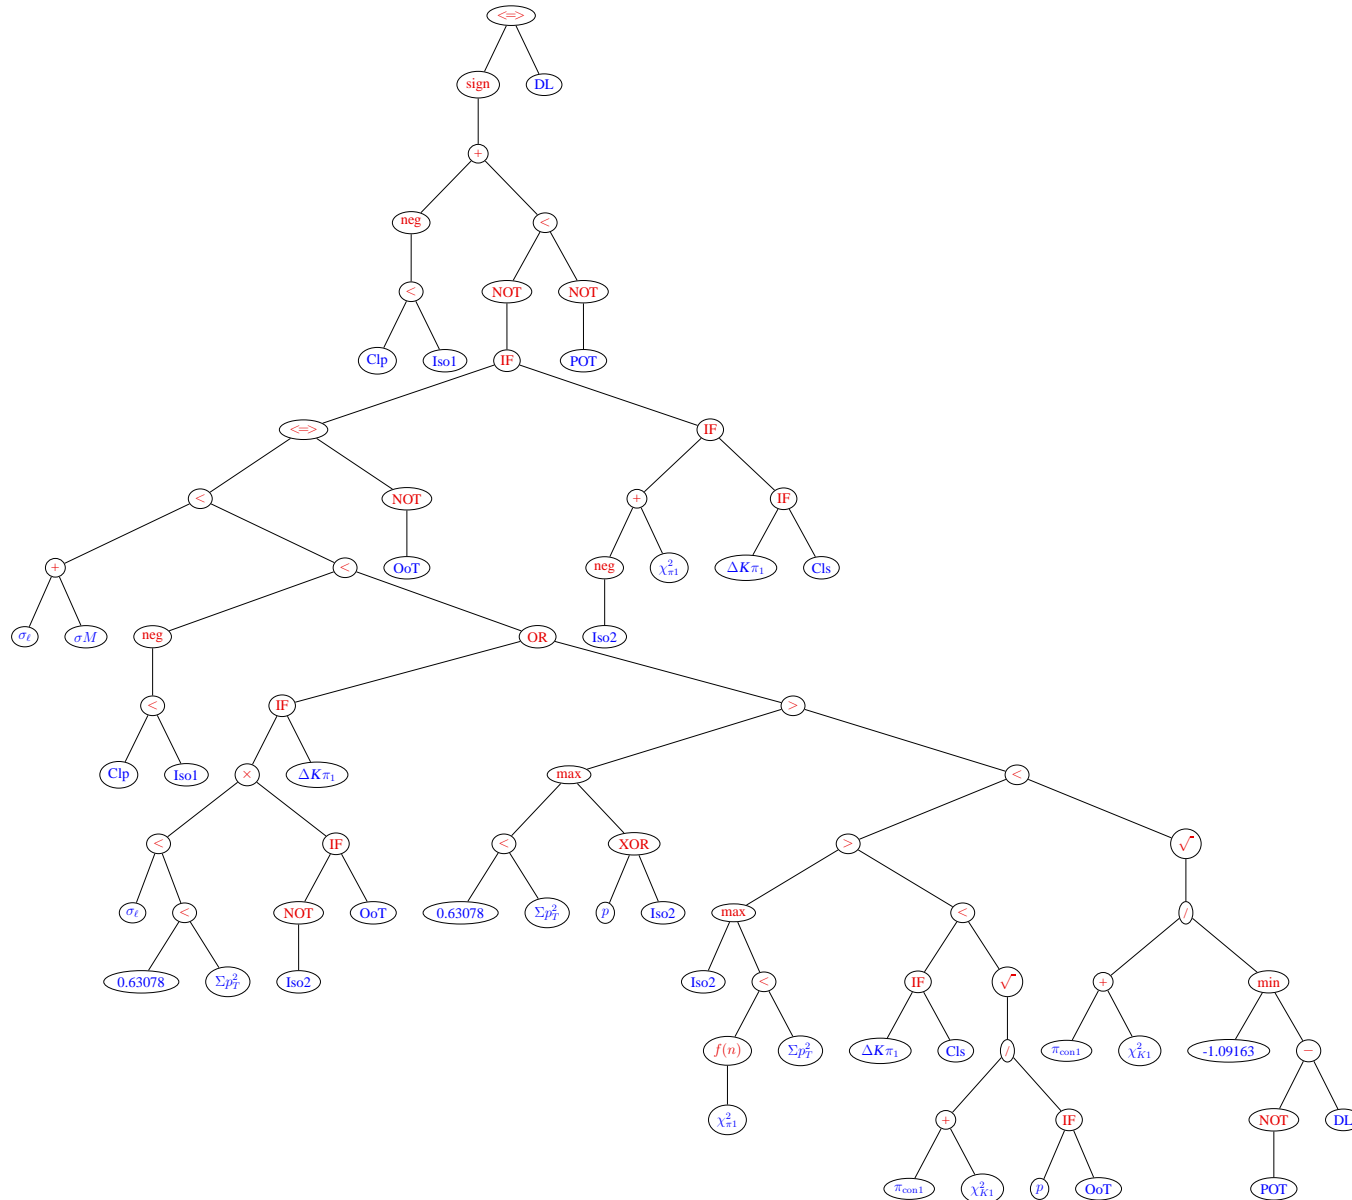 <=>
sign DL
+
neg <
< NOT NOT
Clp Iso1 IF POT
<=> IF
< NOT + IF
+ < OoT neg χ²π1 ΔKπ₁ Cls
σℓ σM neg OR Iso2
< IF >
Clp Iso1 × ΔKπ₁ max <
< IF < XOR > √
σℓ < NOT OoT 0.63078 Σp²T p Iso2 max < /
0.63078 Σp²T Iso2 Iso2 < IF √ + min
f(n) Σp²T ΔKπ₁ Cls / πcon1 χ²K1 -1.09163 −
χ²π1 + IF NOT DL
πcon1 χ²K1 p OoT POT